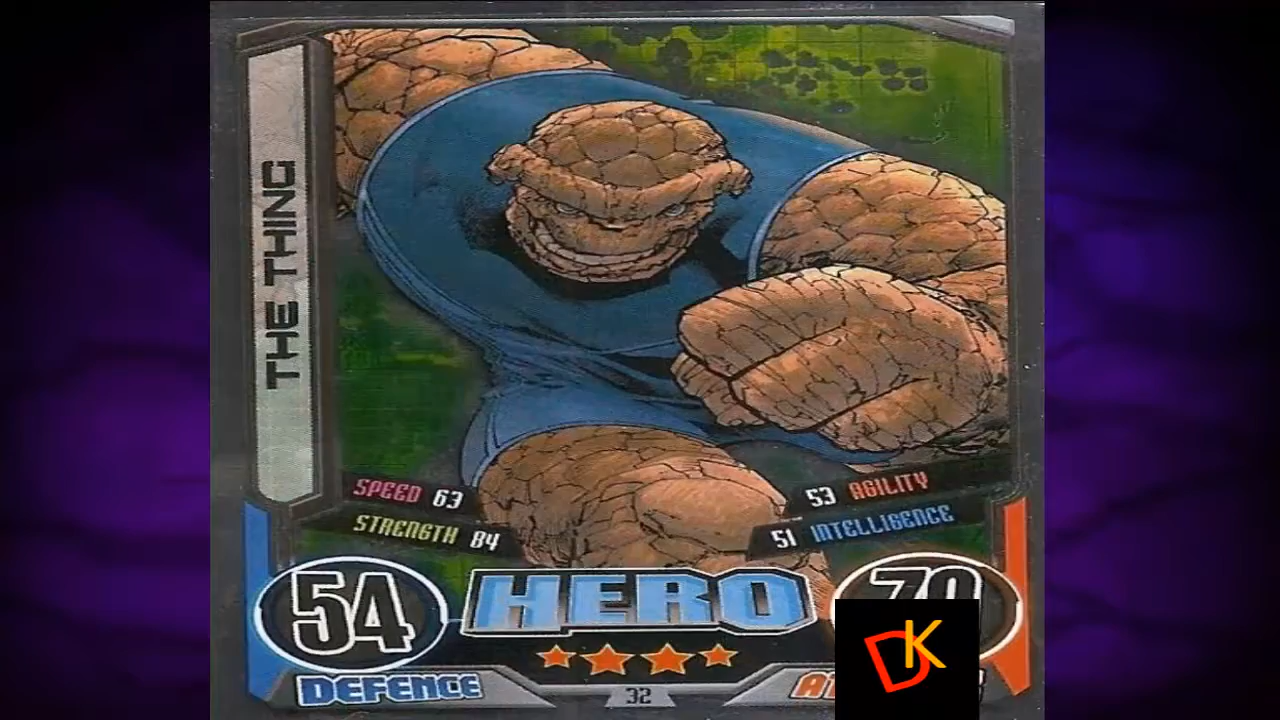 THE THING
SPEED 63
53 AGILITY
STRENGTH 84
51 INTELLIGENCE
54
HERO
DEFENCE
32
DK